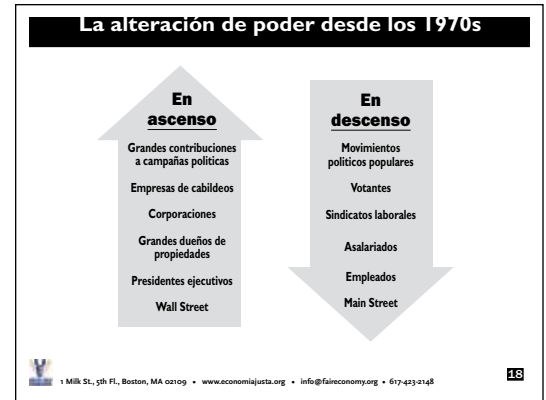 La alteración de poder desde los 1970s
En
ascenso
Grandes contribuciones
a campañas politicas
Empresas de cabildeos
Corporaciones
Grandes dueños de
propiedades
Presidentes ejecutivos
Wall Street
En
descenso
Movimientos
politicos populares
Votantes
Sindicatos laborales
Asalariados
Empleados
Main Street
1 Milk St., 5th Fl., Boston, MA 02109 • www.economiajusta.org • info@faireconomy.org • 617-423-2148
18